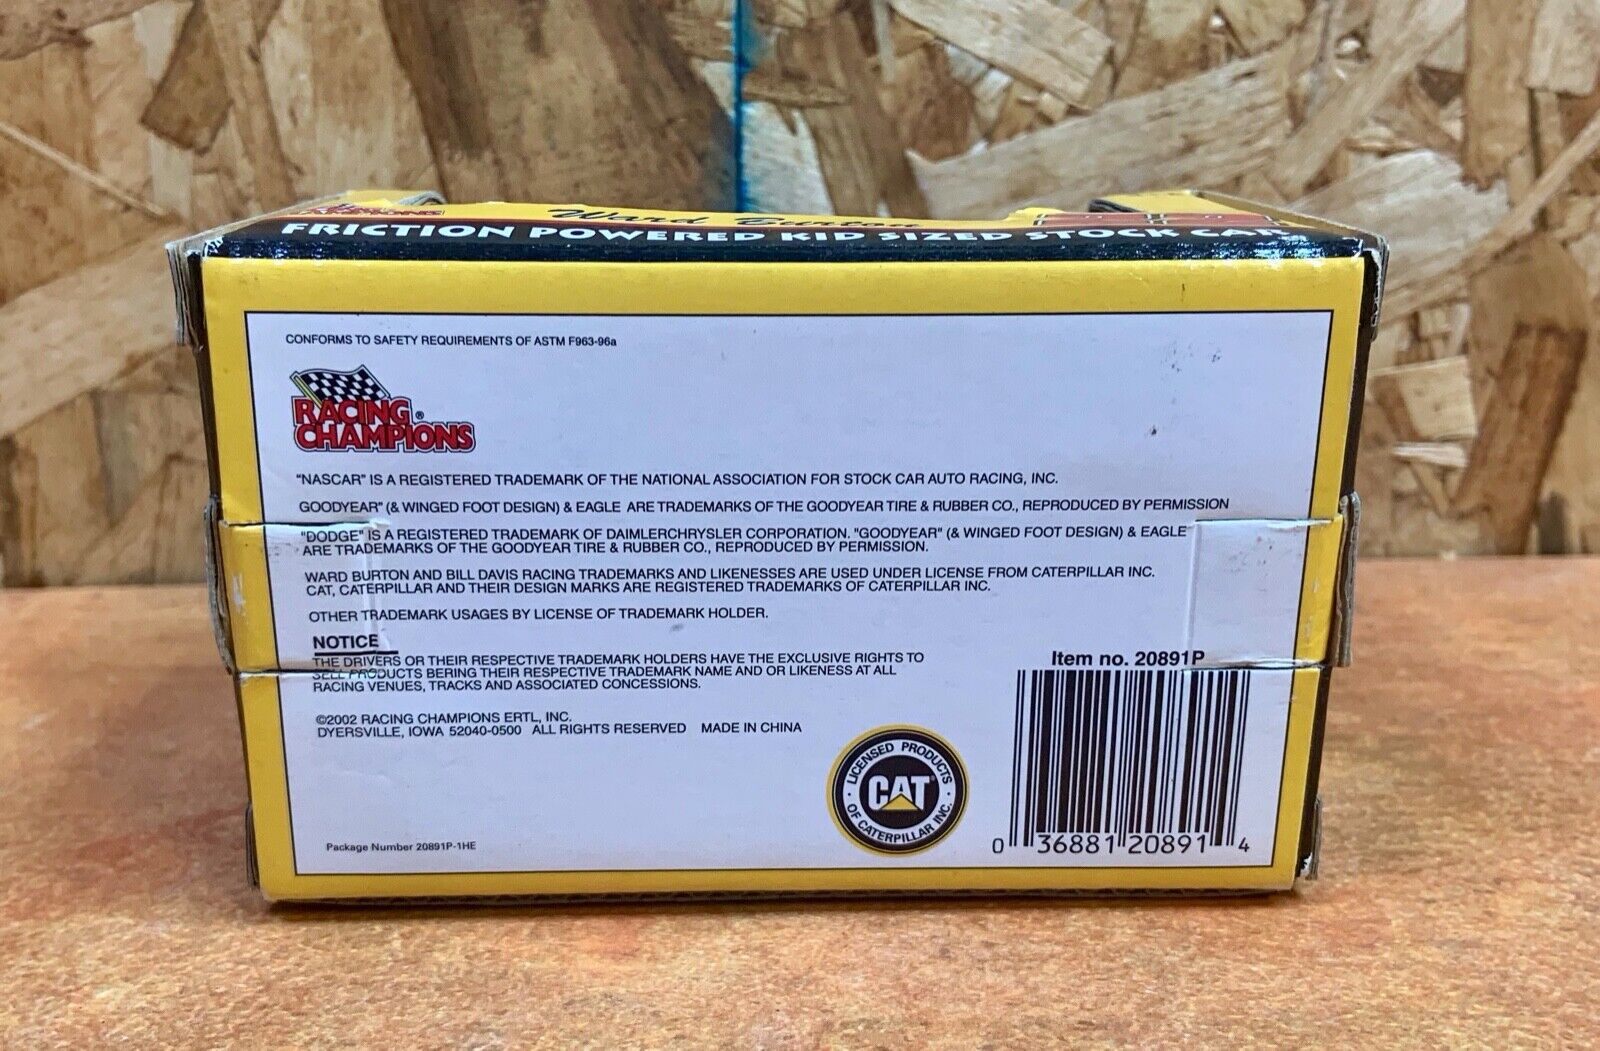 RACING CHAMPIONS
Ward Burton
FRICTION POWERED KID SIZED STOCK CAR
CONFORMS TO SAFETY REQUIREMENTS OF ASTM F963-96a
RACING ®
CHAMPIONS
"NASCAR" IS A REGISTERED TRADEMARK OF THE NATIONAL ASSOCIATION FOR STOCK CAR AUTO RACING, INC.
GOODYEAR" (& WINGED FOOT DESIGN) & EAGLE ARE TRADEMARKS OF THE GOODYEAR TIRE & RUBBER CO., REPRODUCED BY PERMISSION
"DODGE" IS A REGISTERED TRADEMARK OF DAIMLERCHRYSLER CORPORATION. "GOODYEAR" (& WINGED FOOT DESIGN) & EAGLE
ARE TRADEMARKS OF THE GOODYEAR TIRE & RUBBER CO., REPRODUCED BY PERMISSION.
WARD BURTON AND BILL DAVIS RACING TRADEMARKS AND LIKENESSES ARE USED UNDER LICENSE FROM CATERPILLAR INC.
CAT, CATERPILLAR AND THEIR DESIGN MARKS ARE REGISTERED TRADEMARKS OF CATERPILLAR INC.
OTHER TRADEMARK USAGES BY LICENSE OF TRADEMARK HOLDER.
NOTICE
THE DRIVERS OR THEIR RESPECTIVE TRADEMARK HOLDERS HAVE THE EXCLUSIVE RIGHTS TO
SELL PRODUCTS BERING THEIR RESPECTIVE TRADEMARK NAME AND OR LIKENESS AT ALL
RACING VENUES, TRACKS AND ASSOCIATED CONCESSIONS.
©2002 RACING CHAMPIONS ERTL, INC.
DYERSVILLE, IOWA 52040-0500 ALL RIGHTS RESERVED MADE IN CHINA
Package Number 20891P-1HE
LICENSED PRODUCTS
CAT
OF CATERPILLAR INC.
Item no. 20891P
0 36881 20891 4